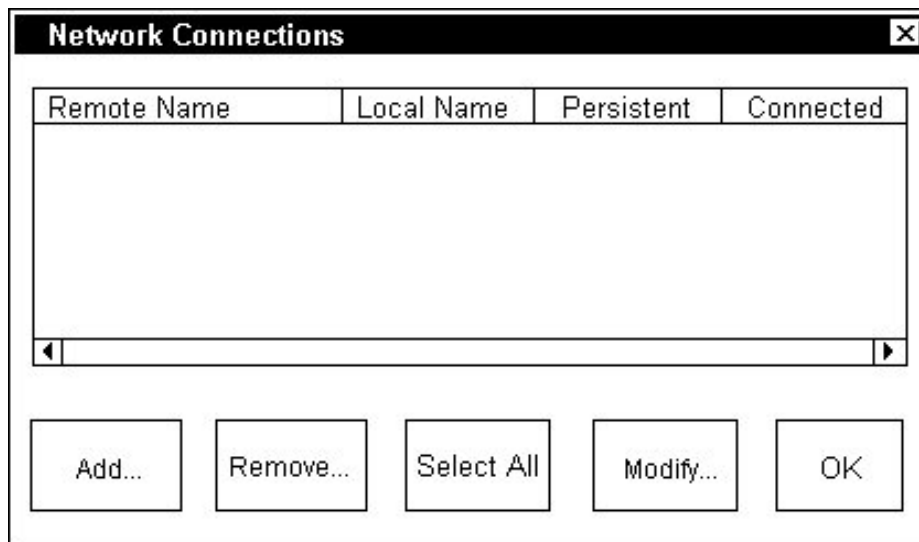 Network Connections
Remote Name Local Name Persistent Connected
Add... Remove... Select All Modify... OK